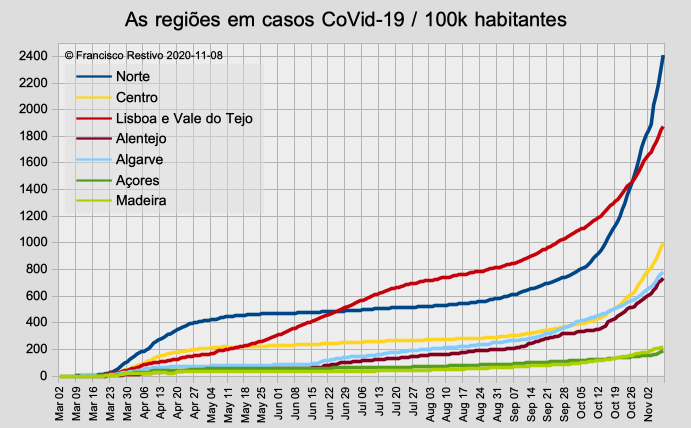 As regiões em casos CoVid-19 / 100k habitantes
© Francisco Restivo 2020-11-08
Norte
Centro
Lisboa e Vale do Tejo
Alentejo
Algarve
Açores
Madeira
2400
2200
2000
1800
1600
1400
1200
1000
800
600
400
200
0
Mar 02
Mar 09
Mar 16
Mar 23
Mar 30
Apr 06
Apr 13
Apr 20
Apr 27
May 04
May 11
May 18
May 25
Jun 01
Jun 08
Jun 15
Jun 22
Jun 29
Jul 06
Jul 13
Jul 20
Jul 27
Aug 03
Aug 10
Aug 17
Aug 24
Aug 31
Sep 07
Sep 14
Sep 21
Sep 28
Oct 05
Oct 12
Oct 19
Oct 26
Nov 02